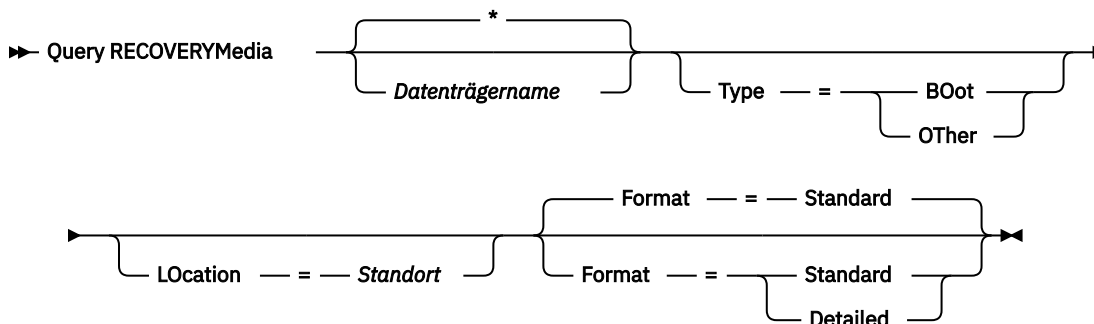 *
Query RECOVERYMedia
Datenträgername
Type = BOot
OTher
Format = Standard
LOcation = Standort
Format = Standard
Detailed